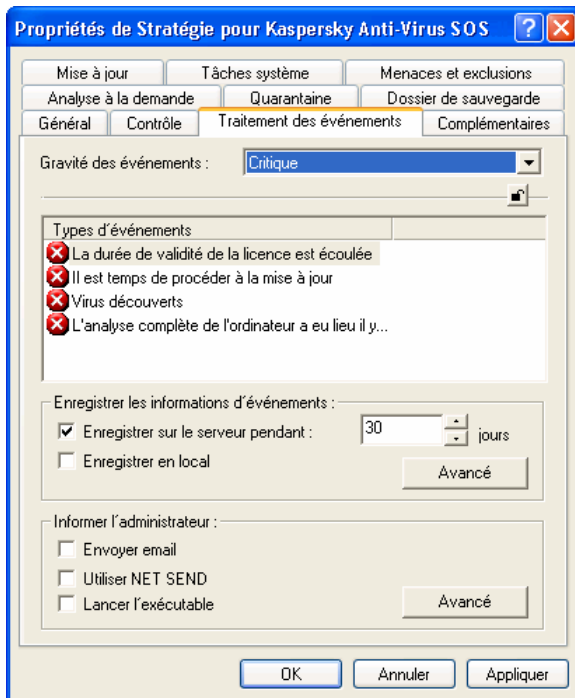 Propriétés de Stratégie pour Kaspersky Anti-Virus SOS
Mise à jour Tâches système Menaces et exclusions
Analyse à la demande Quarantaine Dossier de sauvegarde
Général Contrôle Traitement des événements Complémentaires
Gravité des événements : Critique
Types d'événements
La durée de validité de la licence est écoulée
Il est temps de procéder à la mise à jour
Virus découverts
L'analyse complète de l'ordinateur a eu lieu il y...
Enregistrer les informations d'événements :
Enregistrer sur le serveur pendant : 30 jours
Enregistrer en local Avancé
Informer l'administrateur :
Envoyer email
Utiliser NET SEND
Lancer l'exécutable Avancé
OK Annuler Appliquer